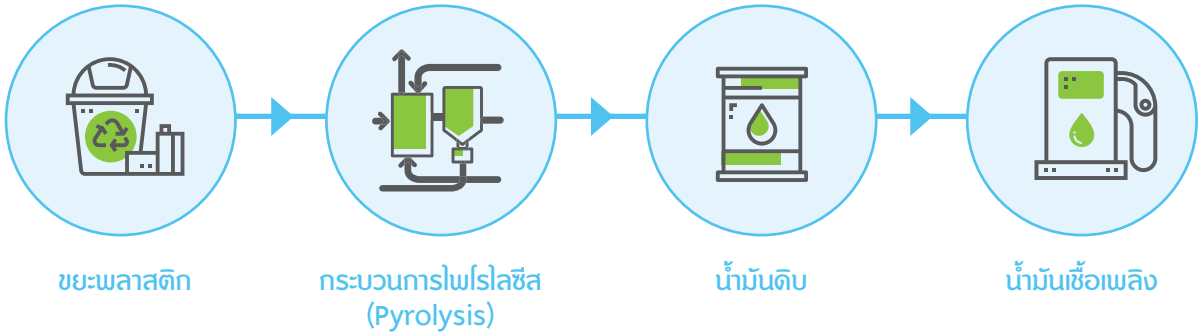 ขยะพลาสติก
กระบวนการไพโรไลซีส
(Pyrolysis)
น้ำมันดิบ
น้ำมันเชื้อเพลิง